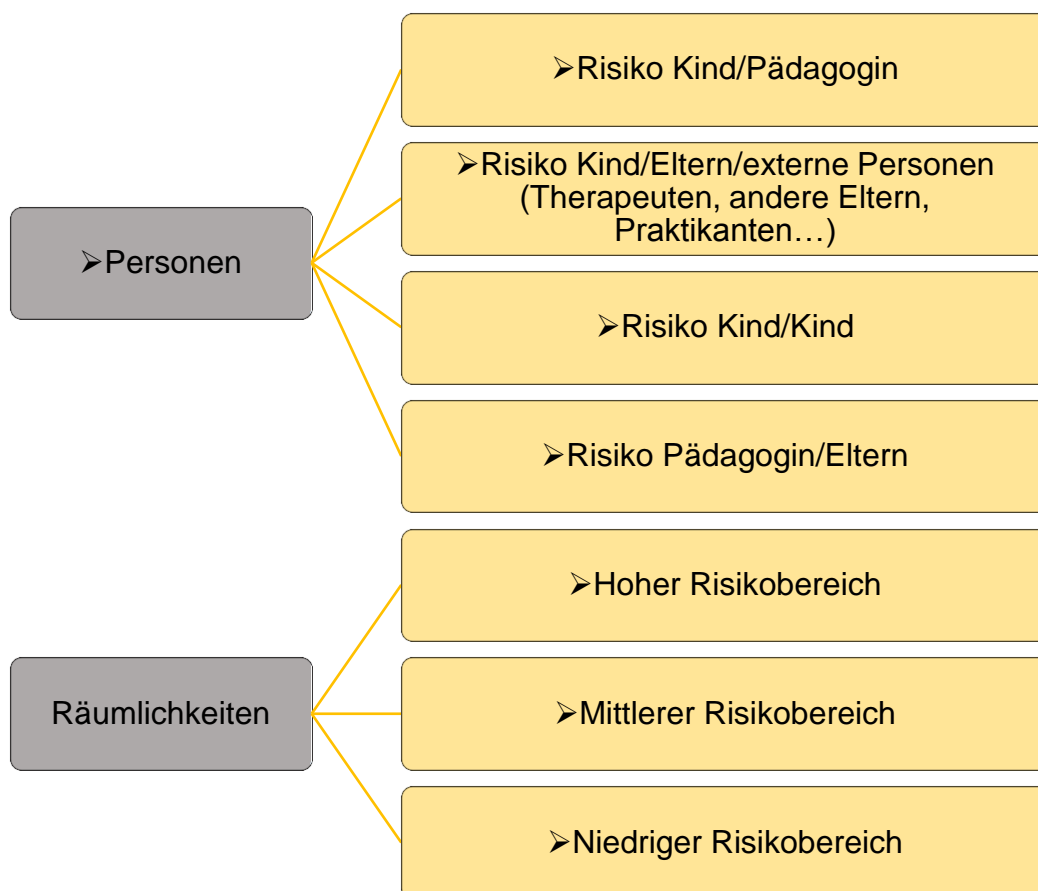 ➢Personen
➢Risiko Kind/Pädagogin
➢Risiko Kind/Eltern/externe Personen
(Therapeuten, andere Eltern,
Praktikanten…)
➢Risiko Kind/Kind
➢Risiko Pädagogin/Eltern
Räumlichkeiten
➢Hoher Risikobereich
➢Mittlerer Risikobereich
➢Niedriger Risikobereich